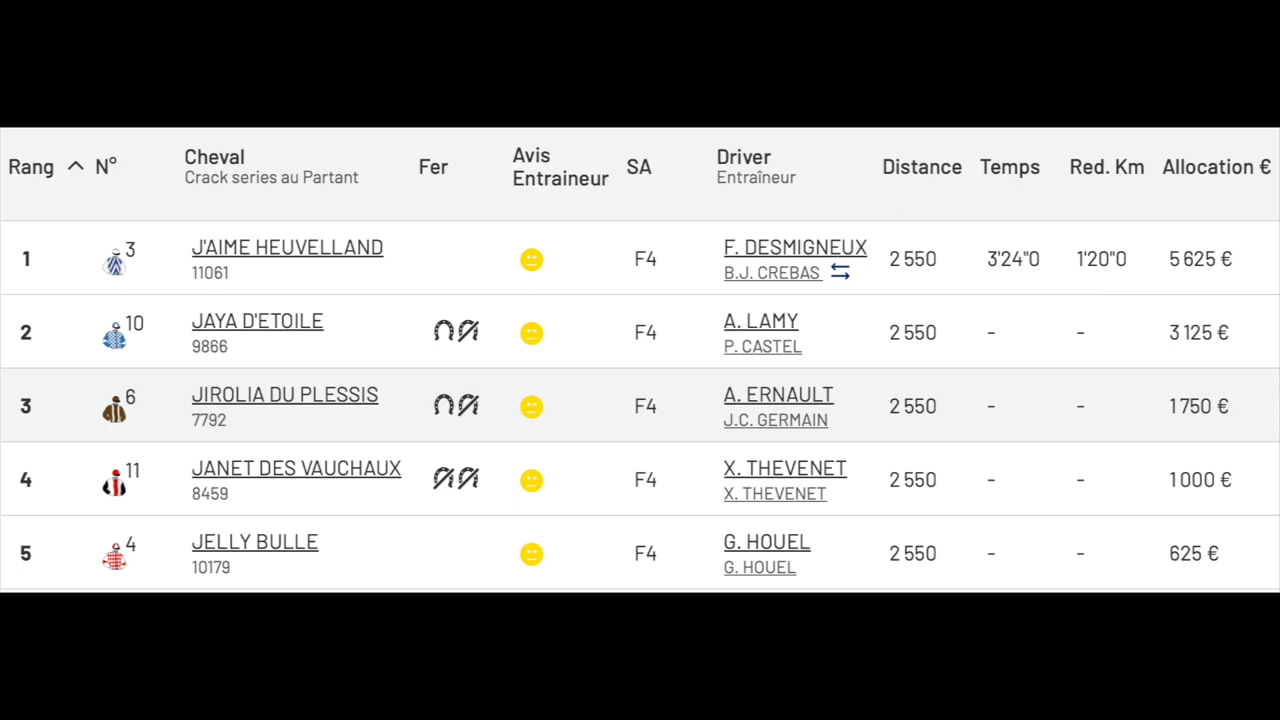 Rang N° Cheval Fer Avis Entraineur SA Driver Distance Temps Red. Km Allocation €
Crack series au Partant Entraîneur
1 3 J'AIME HEUVELLAND F4 F. DESMIGNEUX 2 550 3'24"0 1'20"0 5 625 €
11061 B.J. CREBAS
2 10 JAYA D'ETOILE F4 A. LAMY 2 550 - - 3 125 €
9866 P. CASTEL
3 6 JIROLIA DU PLESSIS F4 A. ERNAULT 2 550 - - 1 750 €
7792 J.C. GERMAIN
4 11 JANET DES VAUCHAUX F4 X. THEVENET 2 550 - - 1 000 €
8459 X. THEVENET
5 4 JELLY BULLE F4 G. HOUEL 2 550 - - 625 €
10179 G. HOUEL